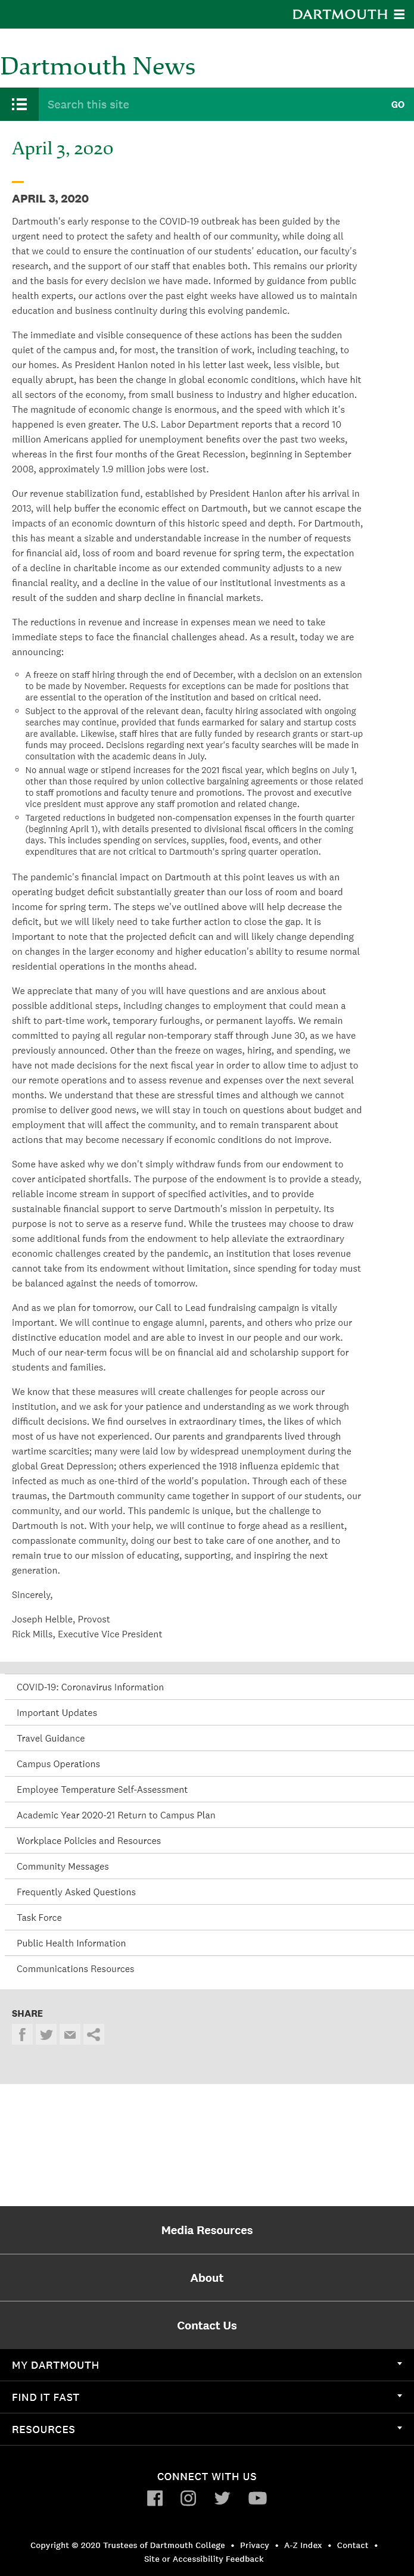 DARTMOUTH
Dartmouth News
Search this site
GO
April 3, 2020
APRIL 3, 2020
Dartmouth's early response to the COVID-19 outbreak has been guided by the
urgent need to protect the safety and health of our community, while doing all
that we could to ensure the continuation of our students' education, our faculty's
research, and the support of our staff that enables both. This remains our priority
and the basis for every decision we have made. Informed by guidance from public
health experts, our actions over the past eight weeks have allowed us to maintain
education and business continuity during this evolving pandemic.
The immediate and visible consequence of these actions has been the sudden
quiet of the campus and, for most, the transition of work, including teaching, to
our homes. As President Hanlon noted in his letter last week, less visible, but
equally abrupt, has been the change in global economic conditions, which have hit
all sectors of the economy, from small business to industry and higher education.
The magnitude of economic change is enormous, and the speed with which it's
happened is even greater. The U.S. Labor Department reports that a record 10
million Americans applied for unemployment benefits over the past two weeks,
whereas in the first four months of the Great Recession, beginning in September
2008, approximately 1.9 million jobs were lost.
Our revenue stabilization fund, established by President Hanlon after his arrival in
2013, will help buffer the economic effect on Dartmouth, but we cannot escape the
impacts of an economic downturn of this historic speed and depth. For Dartmouth,
this has meant a sizable and understandable increase in the number of requests
for financial aid, loss of room and board revenue for spring term, the expectation
of a decline in charitable income as our extended community adjusts to a new
financial reality, and a decline in the value of our institutional investments as a
result of the sudden and sharp decline in financial markets.
The reductions in revenue and increase in expenses mean we need to take
immediate steps to face the financial challenges ahead. As a result, today we are
announcing:
A freeze on staff hiring through the end of December, with a decision on an extension
to be made by November. Requests for exceptions can be made for positions that
are essential to the operation of the institution and based on critical need.
Subject to the approval of the relevant dean, faculty hiring associated with ongoing
searches may continue, provided that funds earmarked for salary and startup costs
are available. Likewise, staff hires that are fully funded by research grants or start-up
funds may proceed. Decisions regarding next year's faculty searches will be made in
consultation with the academic deans in July.
No annual wage or stipend increases for the 2021 fiscal year, which begins on July 1,
other than those required by union collective bargaining agreements or those related
to staff promotions and faculty tenure and promotions. The provost and executive
vice president must approve any staff promotion and related change.
Targeted reductions in budgeted non-compensation expenses in the fourth quarter
(beginning April 1), with details presented to divisional fiscal officers in the coming
days. This includes spending on services, supplies, food, events, and other
expenditures that are not critical to Dartmouth's spring quarter operation.
The pandemic's financial impact on Dartmouth at this point leaves us with an
operating budget deficit substantially greater than our loss of room and board
income for spring term. The steps we've outlined above will help decrease the
deficit, but we will likely need to take further action to close the gap. It is
important to note that the projected deficit can and will likely change depending
on changes in the larger economy and higher education's ability to resume normal
residential operations in the months ahead.
We appreciate that many of you will have questions and are anxious about
possible additional steps, including changes to employment that could mean a
shift to part-time work, temporary furloughs, or permanent layoffs. We remain
committed to paying all regular non-temporary staff through June 30, as we have
previously announced. Other than the freeze on wages, hiring, and spending, we
have not made decisions for the next fiscal year in order to allow time to adjust to
our remote operations and to assess revenue and expenses over the next several
months. We understand that these are stressful times and although we cannot
promise to deliver good news, we will stay in touch on questions about budget and
employment that will affect the community, and to remain transparent about
actions that may become necessary if economic conditions do not improve.
Some have asked why we don't simply withdraw funds from our endowment to
cover anticipated shortfalls. The purpose of the endowment is to provide a steady,
reliable income stream in support of specified activities, and to provide
sustainable financial support to serve Dartmouth's mission in perpetuity. Its
purpose is not to serve as a reserve fund. While the trustees may choose to draw
some additional funds from the endowment to help alleviate the extraordinary
economic challenges created by the pandemic, an institution that loses revenue
cannot take from its endowment without limitation, since spending for today must
be balanced against the needs of tomorrow.
And as we plan for tomorrow, our Call to Lead fundraising campaign is vitally
important. We will continue to engage alumni, parents, and others who prize our
distinctive education model and are able to invest in our people and our work.
Much of our near-term focus will be on financial aid and scholarship support for
students and families.
We know that these measures will create challenges for people across our
institution, and we ask for your patience and understanding as we work through
difficult decisions. We find ourselves in extraordinary times, the likes of which
most of us have not experienced. Our parents and grandparents lived through
wartime scarcities; many were laid low by widespread unemployment during the
global Great Depression; others experienced the 1918 influenza epidemic that
infected as much as one-third of the world's population. Through each of these
traumas, the Dartmouth community came together in support of our students, our
community, and our world. This pandemic is unique, but the challenge to
Dartmouth is not. With your help, we will continue to forge ahead as a resilient,
compassionate community, doing our best to take care of one another, and to
remain true to our mission of educating, supporting, and inspiring the next
generation.
Sincerely,
Joseph Helble, Provost
Rick Mills, Executive Vice President
COVID-19: Coronavirus Information
Important Updates
Travel Guidance
Campus Operations
Employee Temperature Self-Assessment
Academic Year 2020-21 Return to Campus Plan
Workplace Policies and Resources
Community Messages
Frequently Asked Questions
Task Force
Public Health Information
Communications Resources
SHARE
Media Resources
About
Contact Us
MY DARTMOUTH
FIND IT FAST
RESOURCES
CONNECT WITH US
Copyright © 2020 Trustees of Dartmouth College • Privacy • A-Z Index • Contact •
Site or Accessibility Feedback